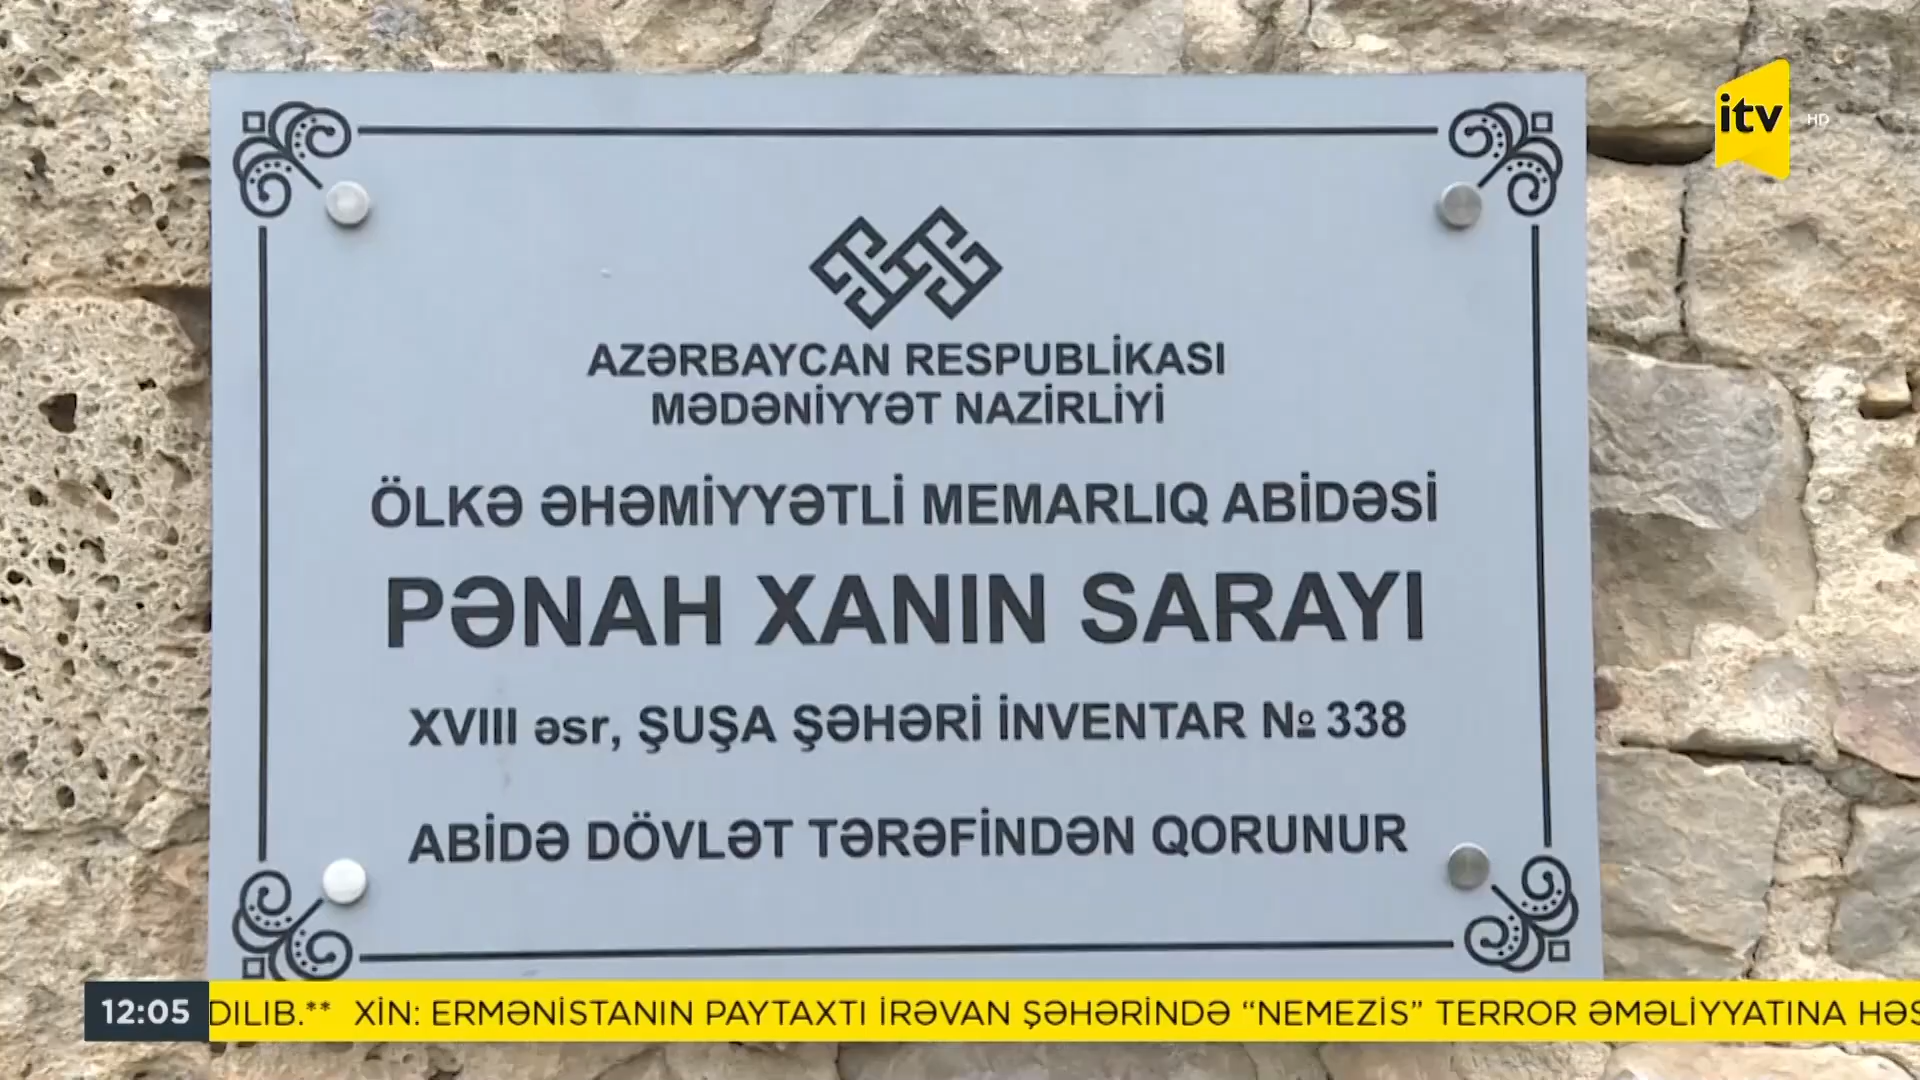 itv HD
AZƏRBAYCAN RESPUBLİKASI
MƏDƏNİYYƏT NAZİRLİYİ
ÖLKƏ ƏHƏMİYYƏTLİ MEMARLIQ ABİDƏSİ
PƏNAH XANIN SARAYI
XVIII əsr, ŞUŞA ŞƏHƏRİ İNVENTAR № 338
ABİDƏ DÖVLƏT TƏRƏFİNDƏN QORUNUR
12:05 DILIB.** XİN: ERMƏNİSTANIN PAYTAXTI İRƏVAN ŞƏHƏRİNDƏ “NEMEZİS” TERROR ƏMƏLİYYATINA HƏS